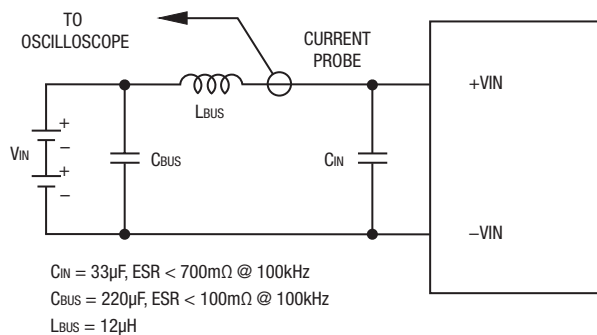 TO
OSCILLOSCOPE
CURRENT
PROBE
LBUS
+VIN
+
VIN
−
+
−
CBUS
CIN
−VIN
CIN = 33μF, ESR < 700mΩ @ 100kHz
CBUS = 220μF, ESR < 100mΩ @ 100kHz
LBUS = 12μH